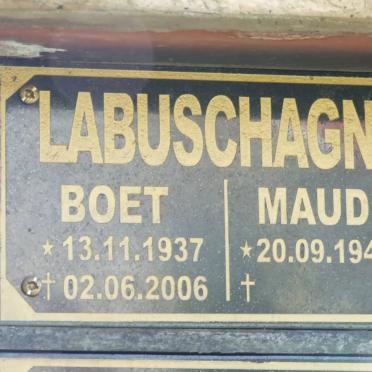 LABUSCHAGN
BOET MAUD
★ 13.11.1937 ★ 20.09.194
† 02.06.2006 †